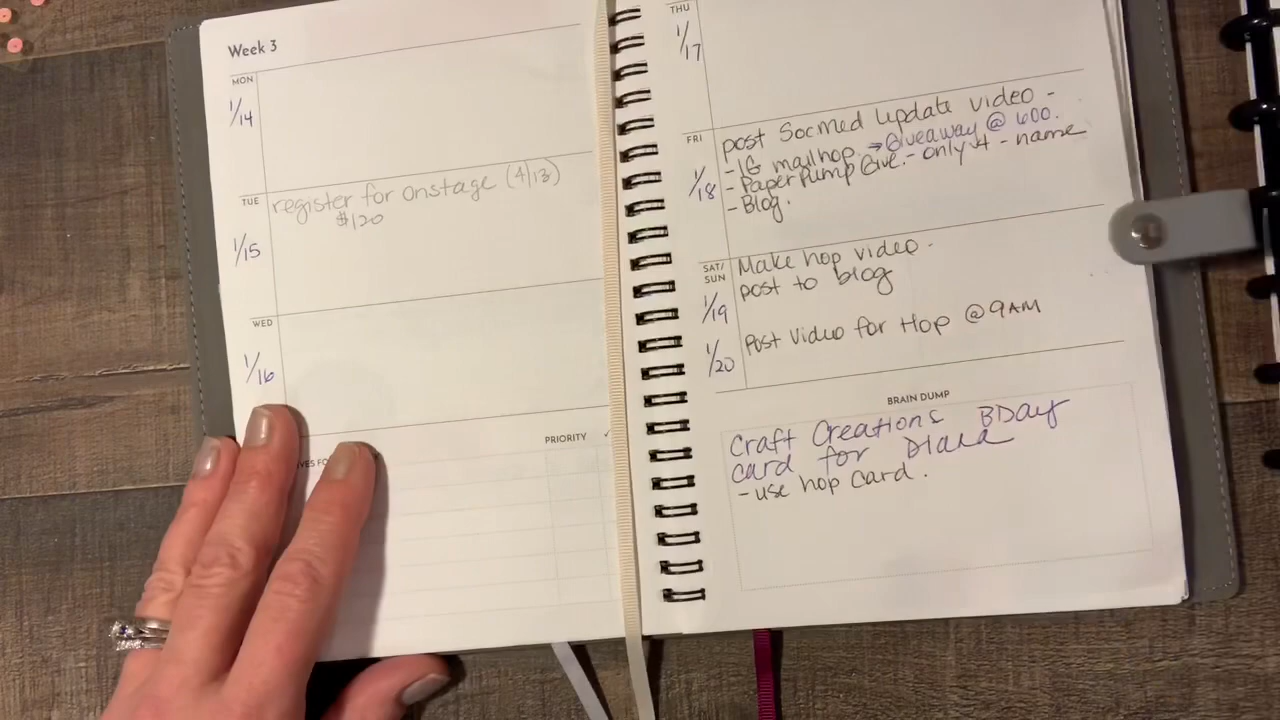 Week 3
MON
1/14
TUE
register for Onstage (4/13)
$120
1/15
WED
1/16
PRIORITY
THU
1/17
FRI
1/18
post Socmed update video -
- IG mailhop → Giveaway @ 600.
- Paper Pump Give. - only 4 - name
- Blog.
SAT/
SUN
1/19
Make hop video -
post to blog
1/20
Post Video for Hop @ 9AM
BRAIN DUMP
Craft Creations BDay
card for Diana
- use hop card.